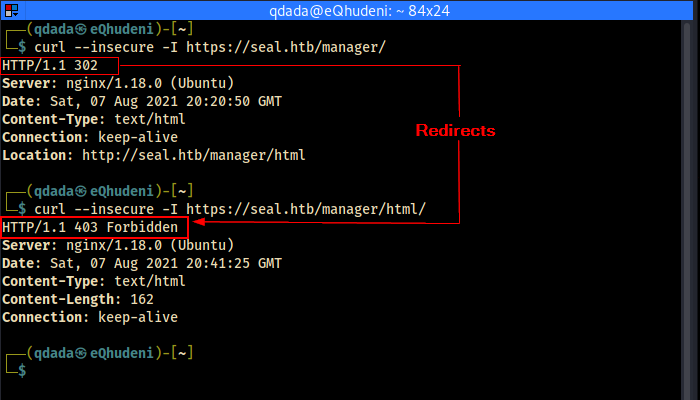 qdada@eQhudeni: ~ 84x24
(qdada㉿eQhudeni)-[~]
$ curl --insecure -I https://seal.htb/manager/
HTTP/1.1 302
Server: nginx/1.18.0 (Ubuntu)
Date: Sat, 07 Aug 2021 20:20:50 GMT
Content-Type: text/html
Connection: keep-alive
Location: http://seal.htb/manager/html
Redirects
(qdada㉿eQhudeni)-[~]
$ curl --insecure -I https://seal.htb/manager/html/
HTTP/1.1 403 Forbidden
Server: nginx/1.18.0 (Ubuntu)
Date: Sat, 07 Aug 2021 20:41:25 GMT
Content-Type: text/html
Content-Length: 162
Connection: keep-alive
(qdada㉿eQhudeni)-[~]
$